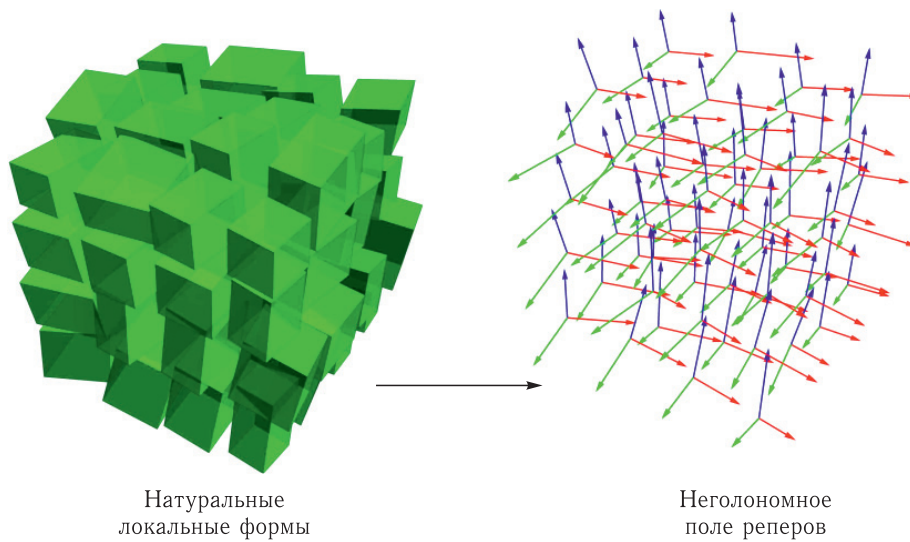 Натуральные
локальные формы
Неголономное
поле реперов